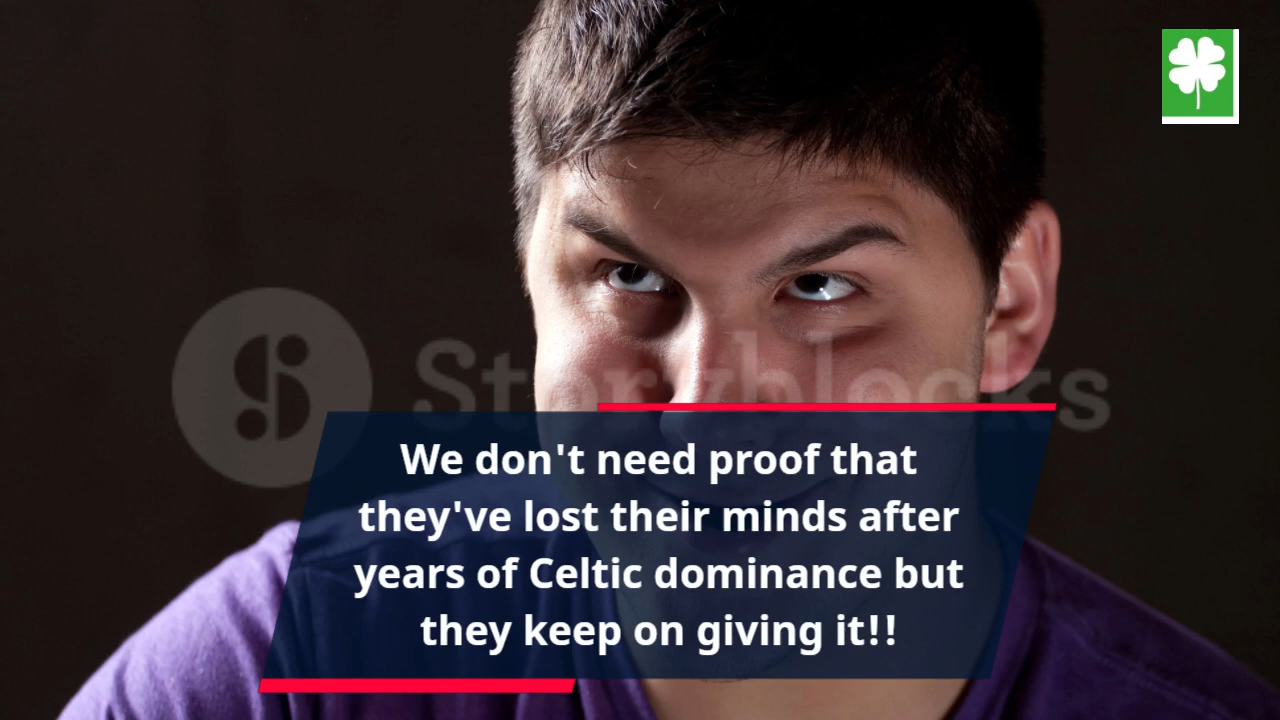 Storyblocks
We don't need proof that
they've lost their minds after
years of Celtic dominance but
they keep on giving it!!